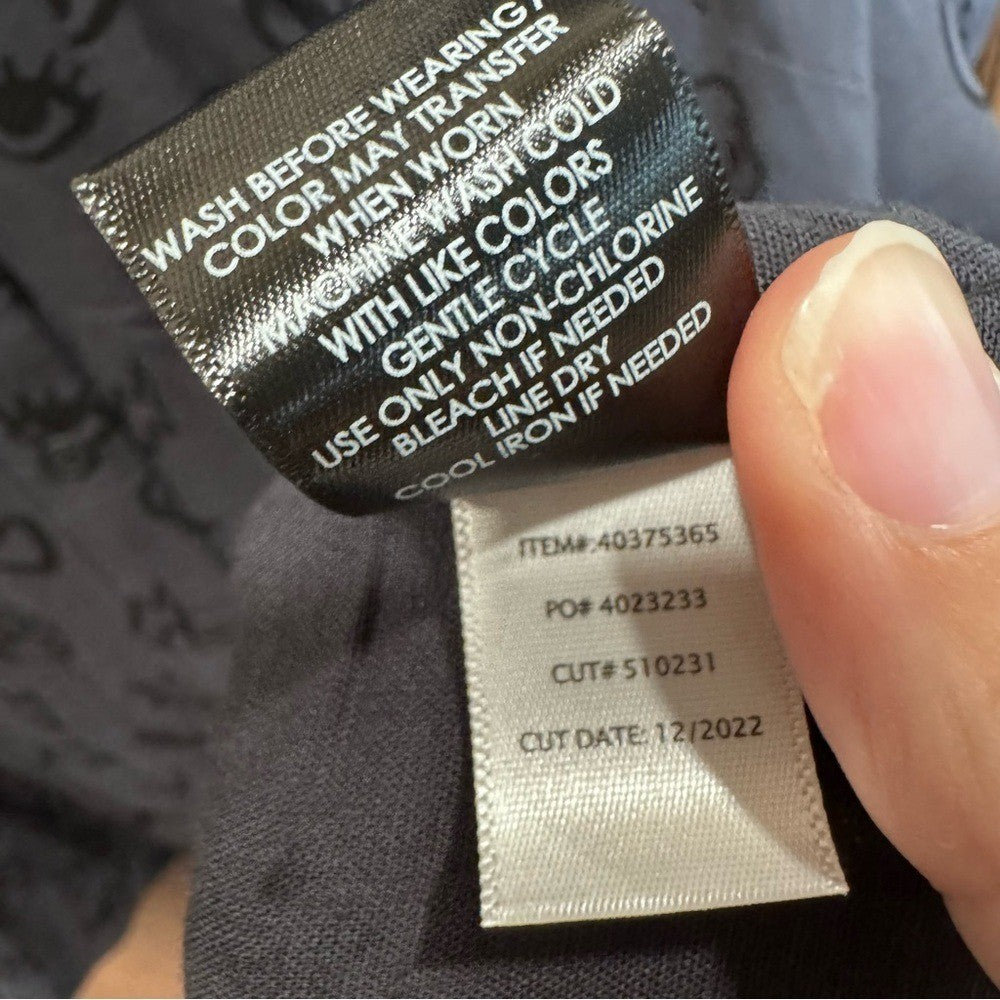 WASH BEFORE WEARING/
COLOR MAY TRANSFER
WHEN WORN
MACHINE WASH COLD
WITH LIKE COLORS
GENTLE CYCLE
USE ONLY NON-CHLORINE
BLEACH IF NEEDED
LINE DRY
COOL IRON IF NEEDED
ITEM#:40375365
PO# 4023233
CUT# 510231
CUT DATE: 12/2022